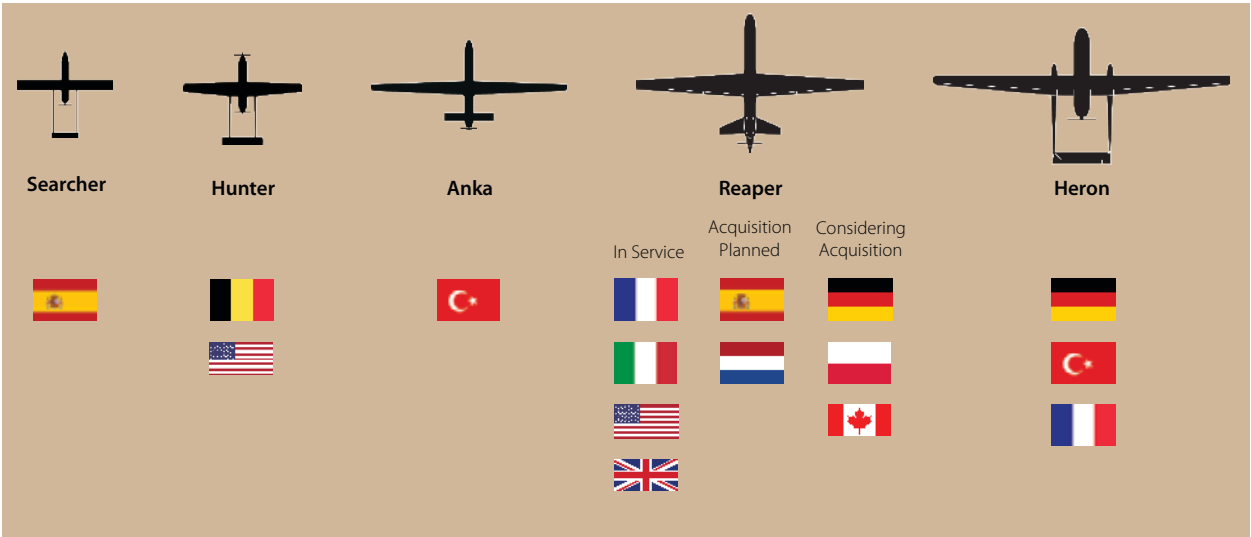 Searcher
Hunter
Anka
Reaper
Heron
In Service
Acquisition
Planned
Considering
Acquisition